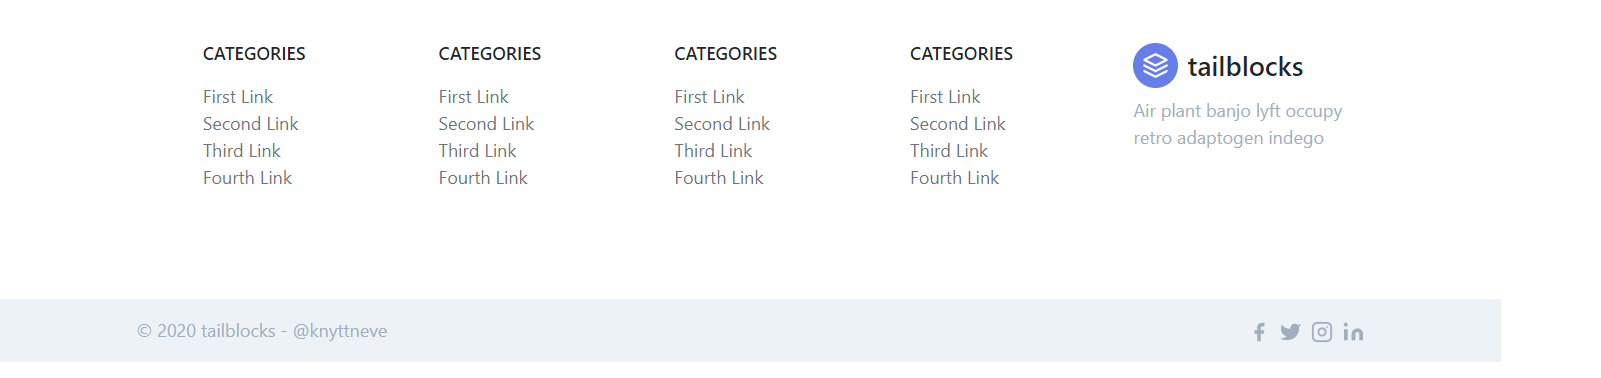 CATEGORIES
First Link
Second Link
Third Link
Fourth Link
CATEGORIES
First Link
Second Link
Third Link
Fourth Link
CATEGORIES
First Link
Second Link
Third Link
Fourth Link
CATEGORIES
First Link
Second Link
Third Link
Fourth Link
tailblocks
Air plant banjo lyft occupy
retro adaptogen indego
© 2020 tailblocks - @knyttneve